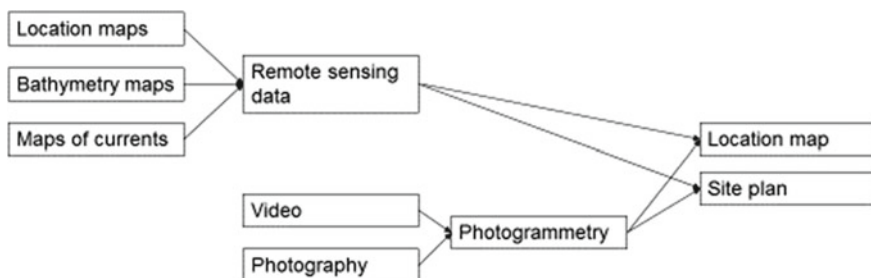 Location maps
Bathymetry maps
Maps of currents
Remote sensing
data
Video
Photography
Photogrammetry
Location map
Site plan